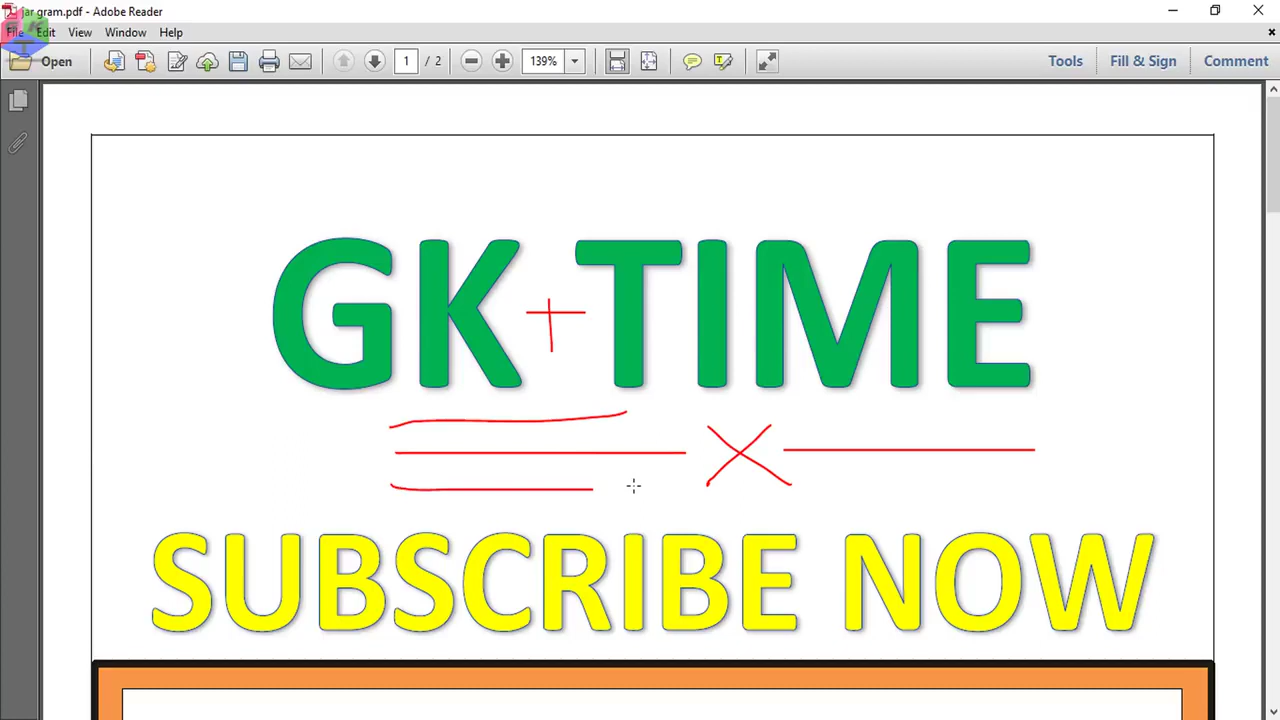 jar gram.pdf - Adobe Reader
File Edit View Window Help
Open 1 / 2 139% Tools Fill & Sign Comment
GK + TIME
×
SUBSCRIBE NOW